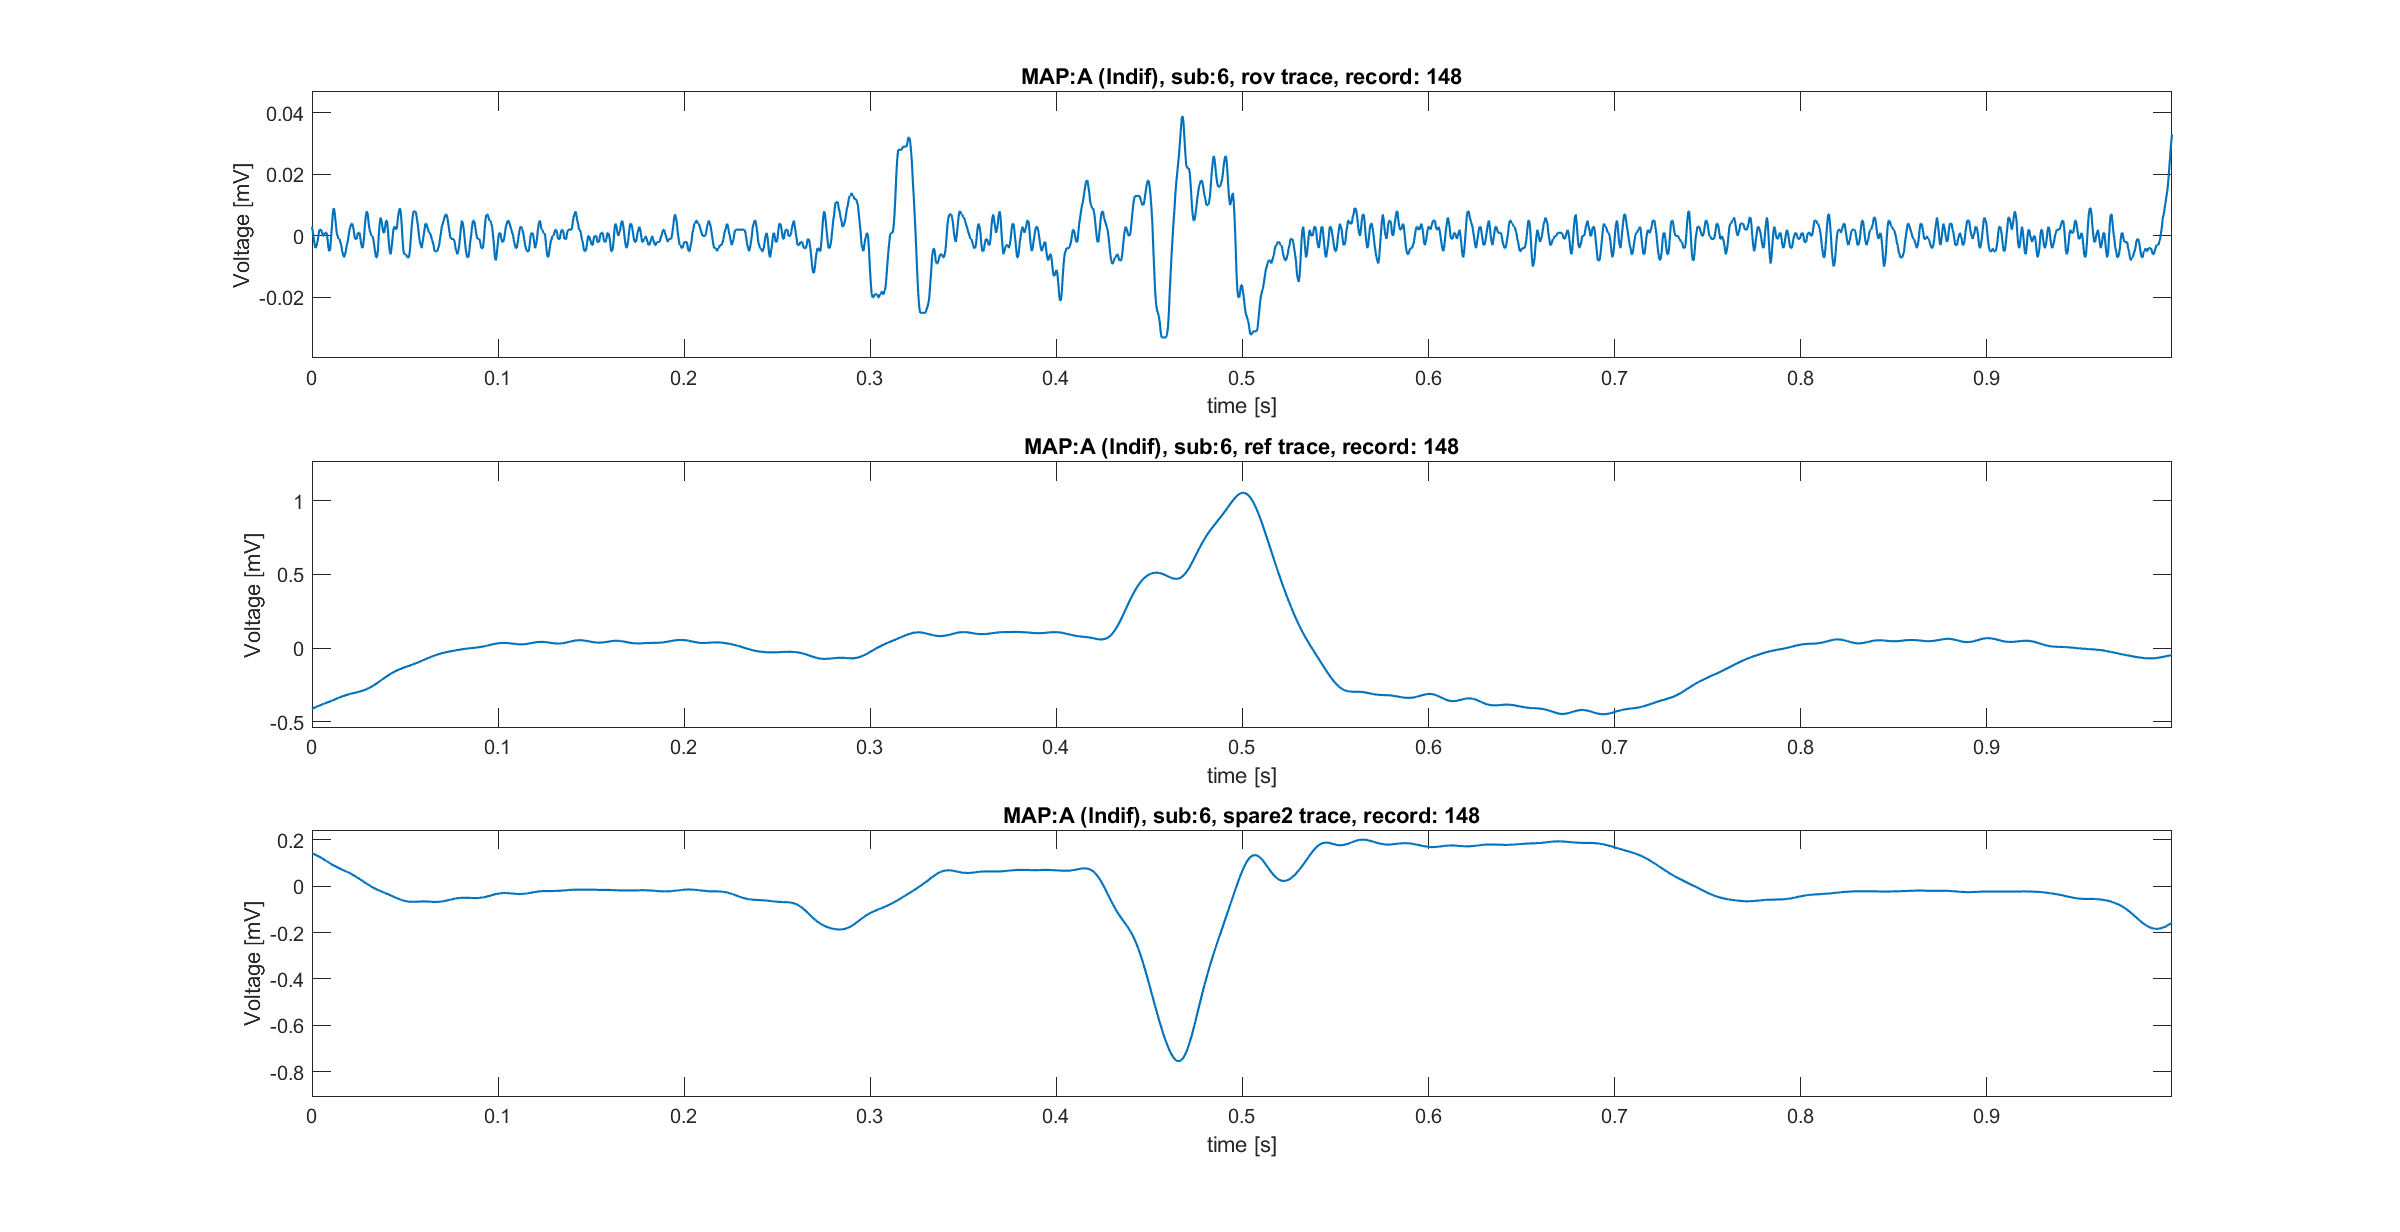 MAP:A (Indif), sub:6, rov trace, record: 148
Voltage [mV]
0.04
0.02
0
-0.02
0 0.1 0.2 0.3 0.4 0.5 0.6 0.7 0.8 0.9
time [s]
MAP:A (Indif), sub:6, ref trace, record: 148
Voltage [mV]
1
0.5
0
-0.5
0 0.1 0.2 0.3 0.4 0.5 0.6 0.7 0.8 0.9
time [s]
MAP:A (Indif), sub:6, spare2 trace, record: 148
Voltage [mV]
0.2
0
-0.2
-0.4
-0.6
-0.8
0 0.1 0.2 0.3 0.4 0.5 0.6 0.7 0.8 0.9
time [s]